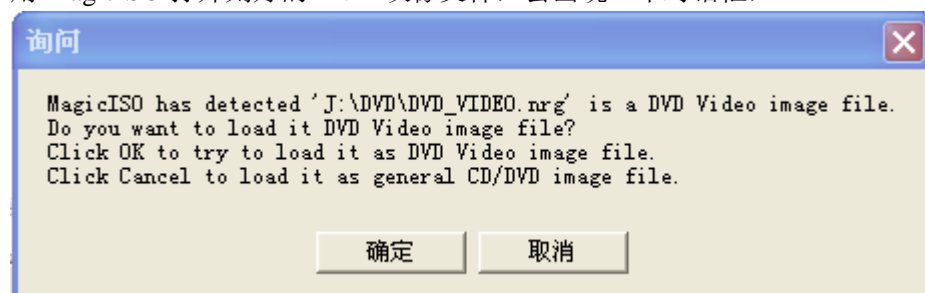 询问
MagicISO has detected 'J:\DVD\DVD_VIDEO.nrg' is a DVD Video image file.
Do you want to load it DVD Video image file?
Click OK to try to load it as DVD Video image file.
Click Cancel to load it as general CD/DVD image file.
确定 取消